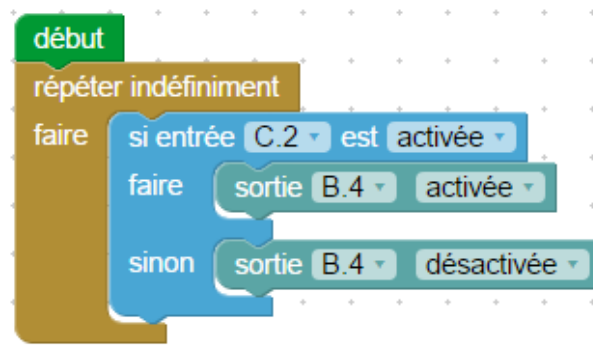 début
répéter indéfiniment
faire si entrée C.2 est activée
faire sortie B.4 activée
sinon sortie B.4 désactivée